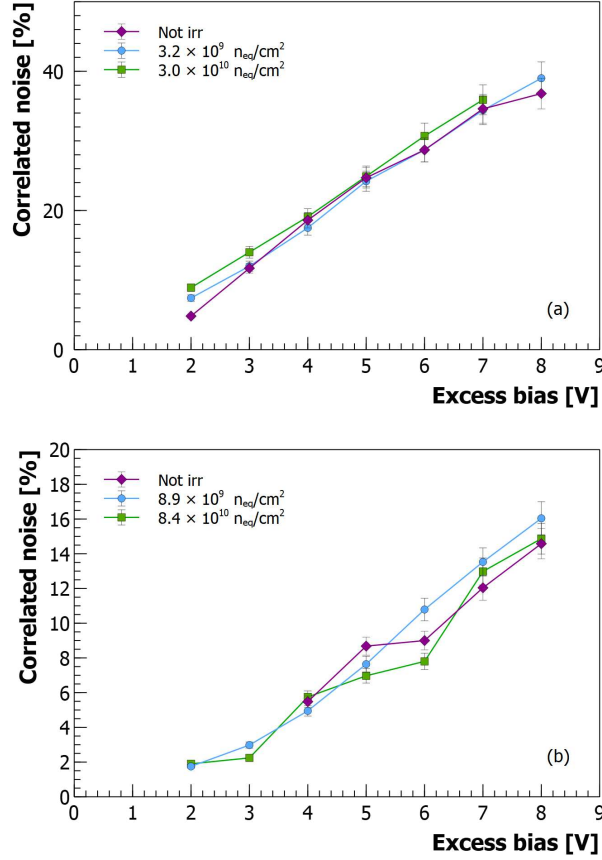 Correlated noise [%]
Not irr
3.2 × 10⁹ n_eq/cm²
3.0 × 10¹⁰ n_eq/cm²
40
20
0
(a)
0 1 2 3 4 5 6 7 8 9
Excess bias [V]
Correlated noise [%]
Not irr
8.9 × 10⁹ n_eq/cm²
8.4 × 10¹⁰ n_eq/cm²
20
18
16
14
12
10
8
6
4
2
0
(b)
0 1 2 3 4 5 6 7 8 9
Excess bias [V]